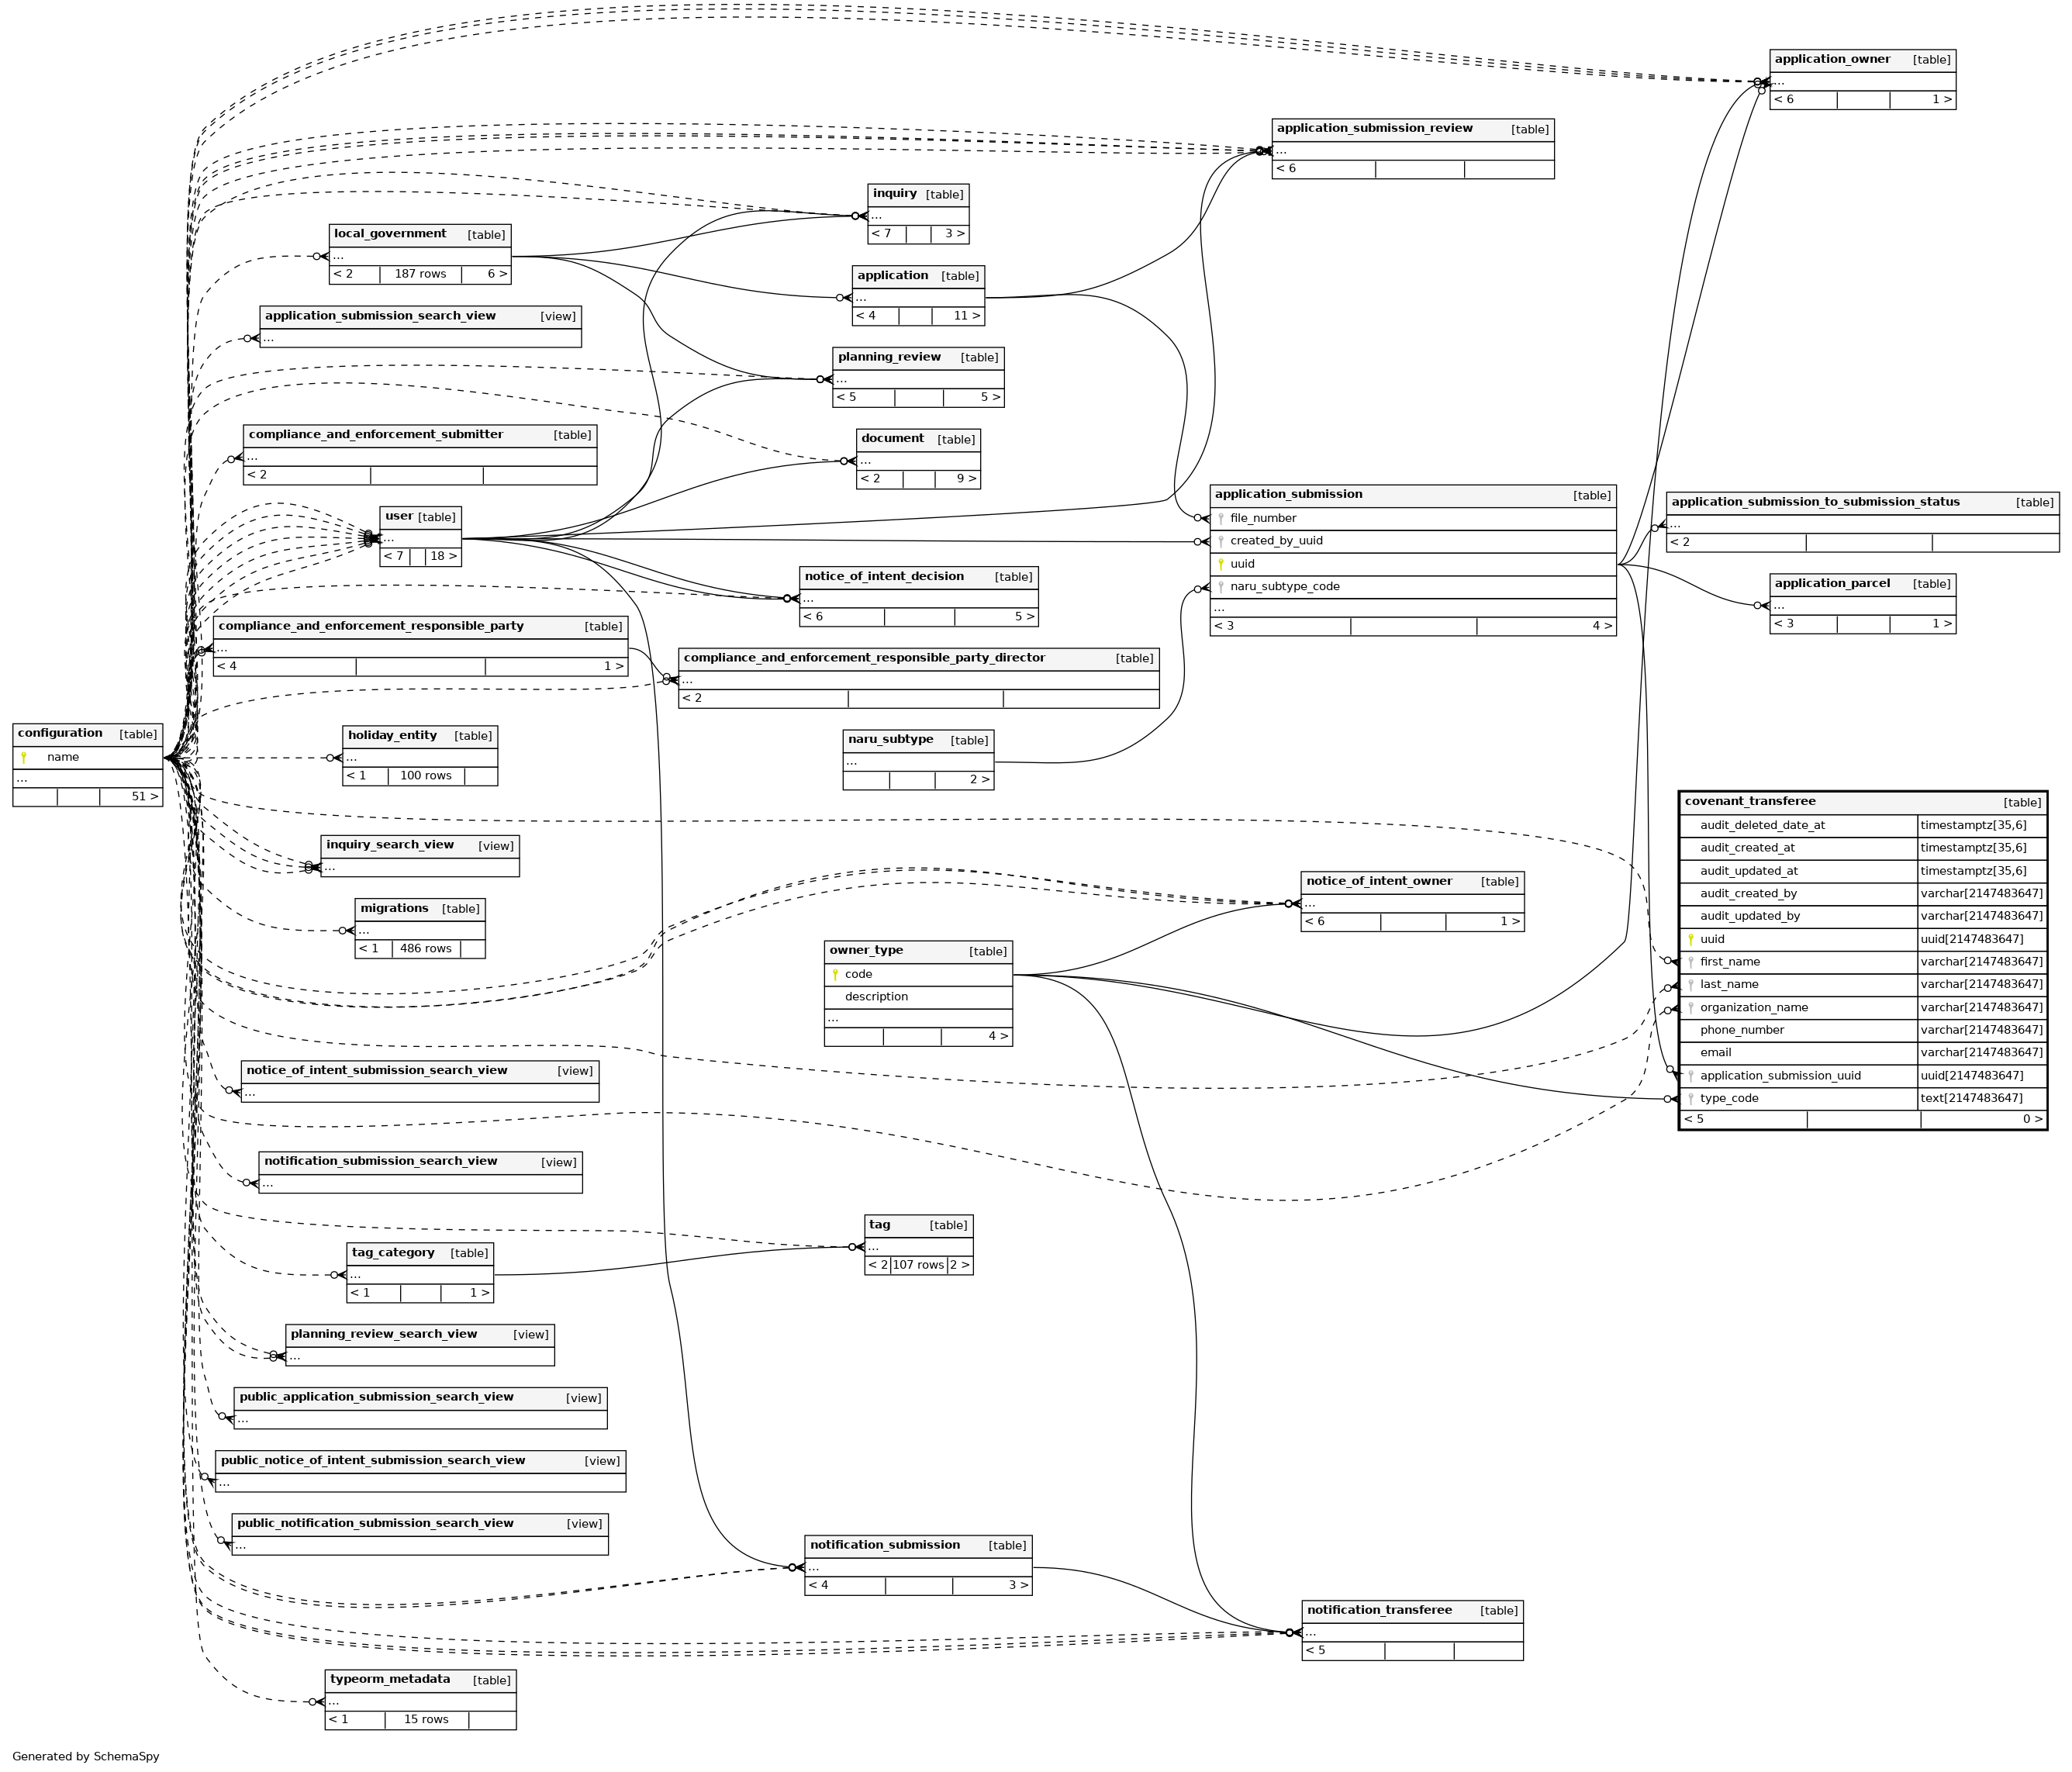 application_owner [table]
...
< 6 1 >
application_submission_review [table]
...
< 6
inquiry [table]
...
< 7 3 >
local_government [table]
...
< 2 187 rows 6 >
application [table]
...
< 4 11 >
application_submission_search_view [view]
...
planning_review [table]
...
< 5 5 >
compliance_and_enforcement_submitter [table]
...
< 2
document [table]
...
< 2 9 >
application_submission [table]
file_number
created_by_uuid
uuid
naru_subtype_code
...
< 3 4 >
application_submission_to_submission_status [table]
...
< 2
user [table]
...
< 7 18 >
notice_of_intent_decision [table]
...
< 6 5 >
application_parcel [table]
...
< 3 1 >
compliance_and_enforcement_responsible_party [table]
...
< 4 1 >
compliance_and_enforcement_responsible_party_director [table]
...
< 2
configuration [table]
name
...
51 >
holiday_entity [table]
...
< 1 100 rows
naru_subtype [table]
...
2 >
covenant_transferee [table]
audit_deleted_date_at timestamptz[35,6]
audit_created_at timestamptz[35,6]
audit_updated_at timestamptz[35,6]
audit_created_by varchar[2147483647]
audit_updated_by varchar[2147483647]
uuid uuid[2147483647]
first_name varchar[2147483647]
last_name varchar[2147483647]
organization_name varchar[2147483647]
phone_number varchar[2147483647]
email varchar[2147483647]
application_submission_uuid uuid[2147483647]
type_code text[2147483647]
< 5 0 >
inquiry_search_view [view]
...
notice_of_intent_owner [table]
...
< 6 1 >
migrations [table]
...
< 1 486 rows
owner_type [table]
code
description
...
4 >
notice_of_intent_submission_search_view [view]
...
notification_submission_search_view [view]
...
tag [table]
...
< 2 107 rows 2 >
tag_category [table]
...
< 1 1 >
planning_review_search_view [view]
...
public_application_submission_search_view [view]
...
public_notice_of_intent_submission_search_view [view]
...
public_notification_submission_search_view [view]
...
notification_submission [table]
...
< 4 3 >
notification_transferee [table]
...
< 5
typeorm_metadata [table]
...
< 1 15 rows
Generated by SchemaSpy